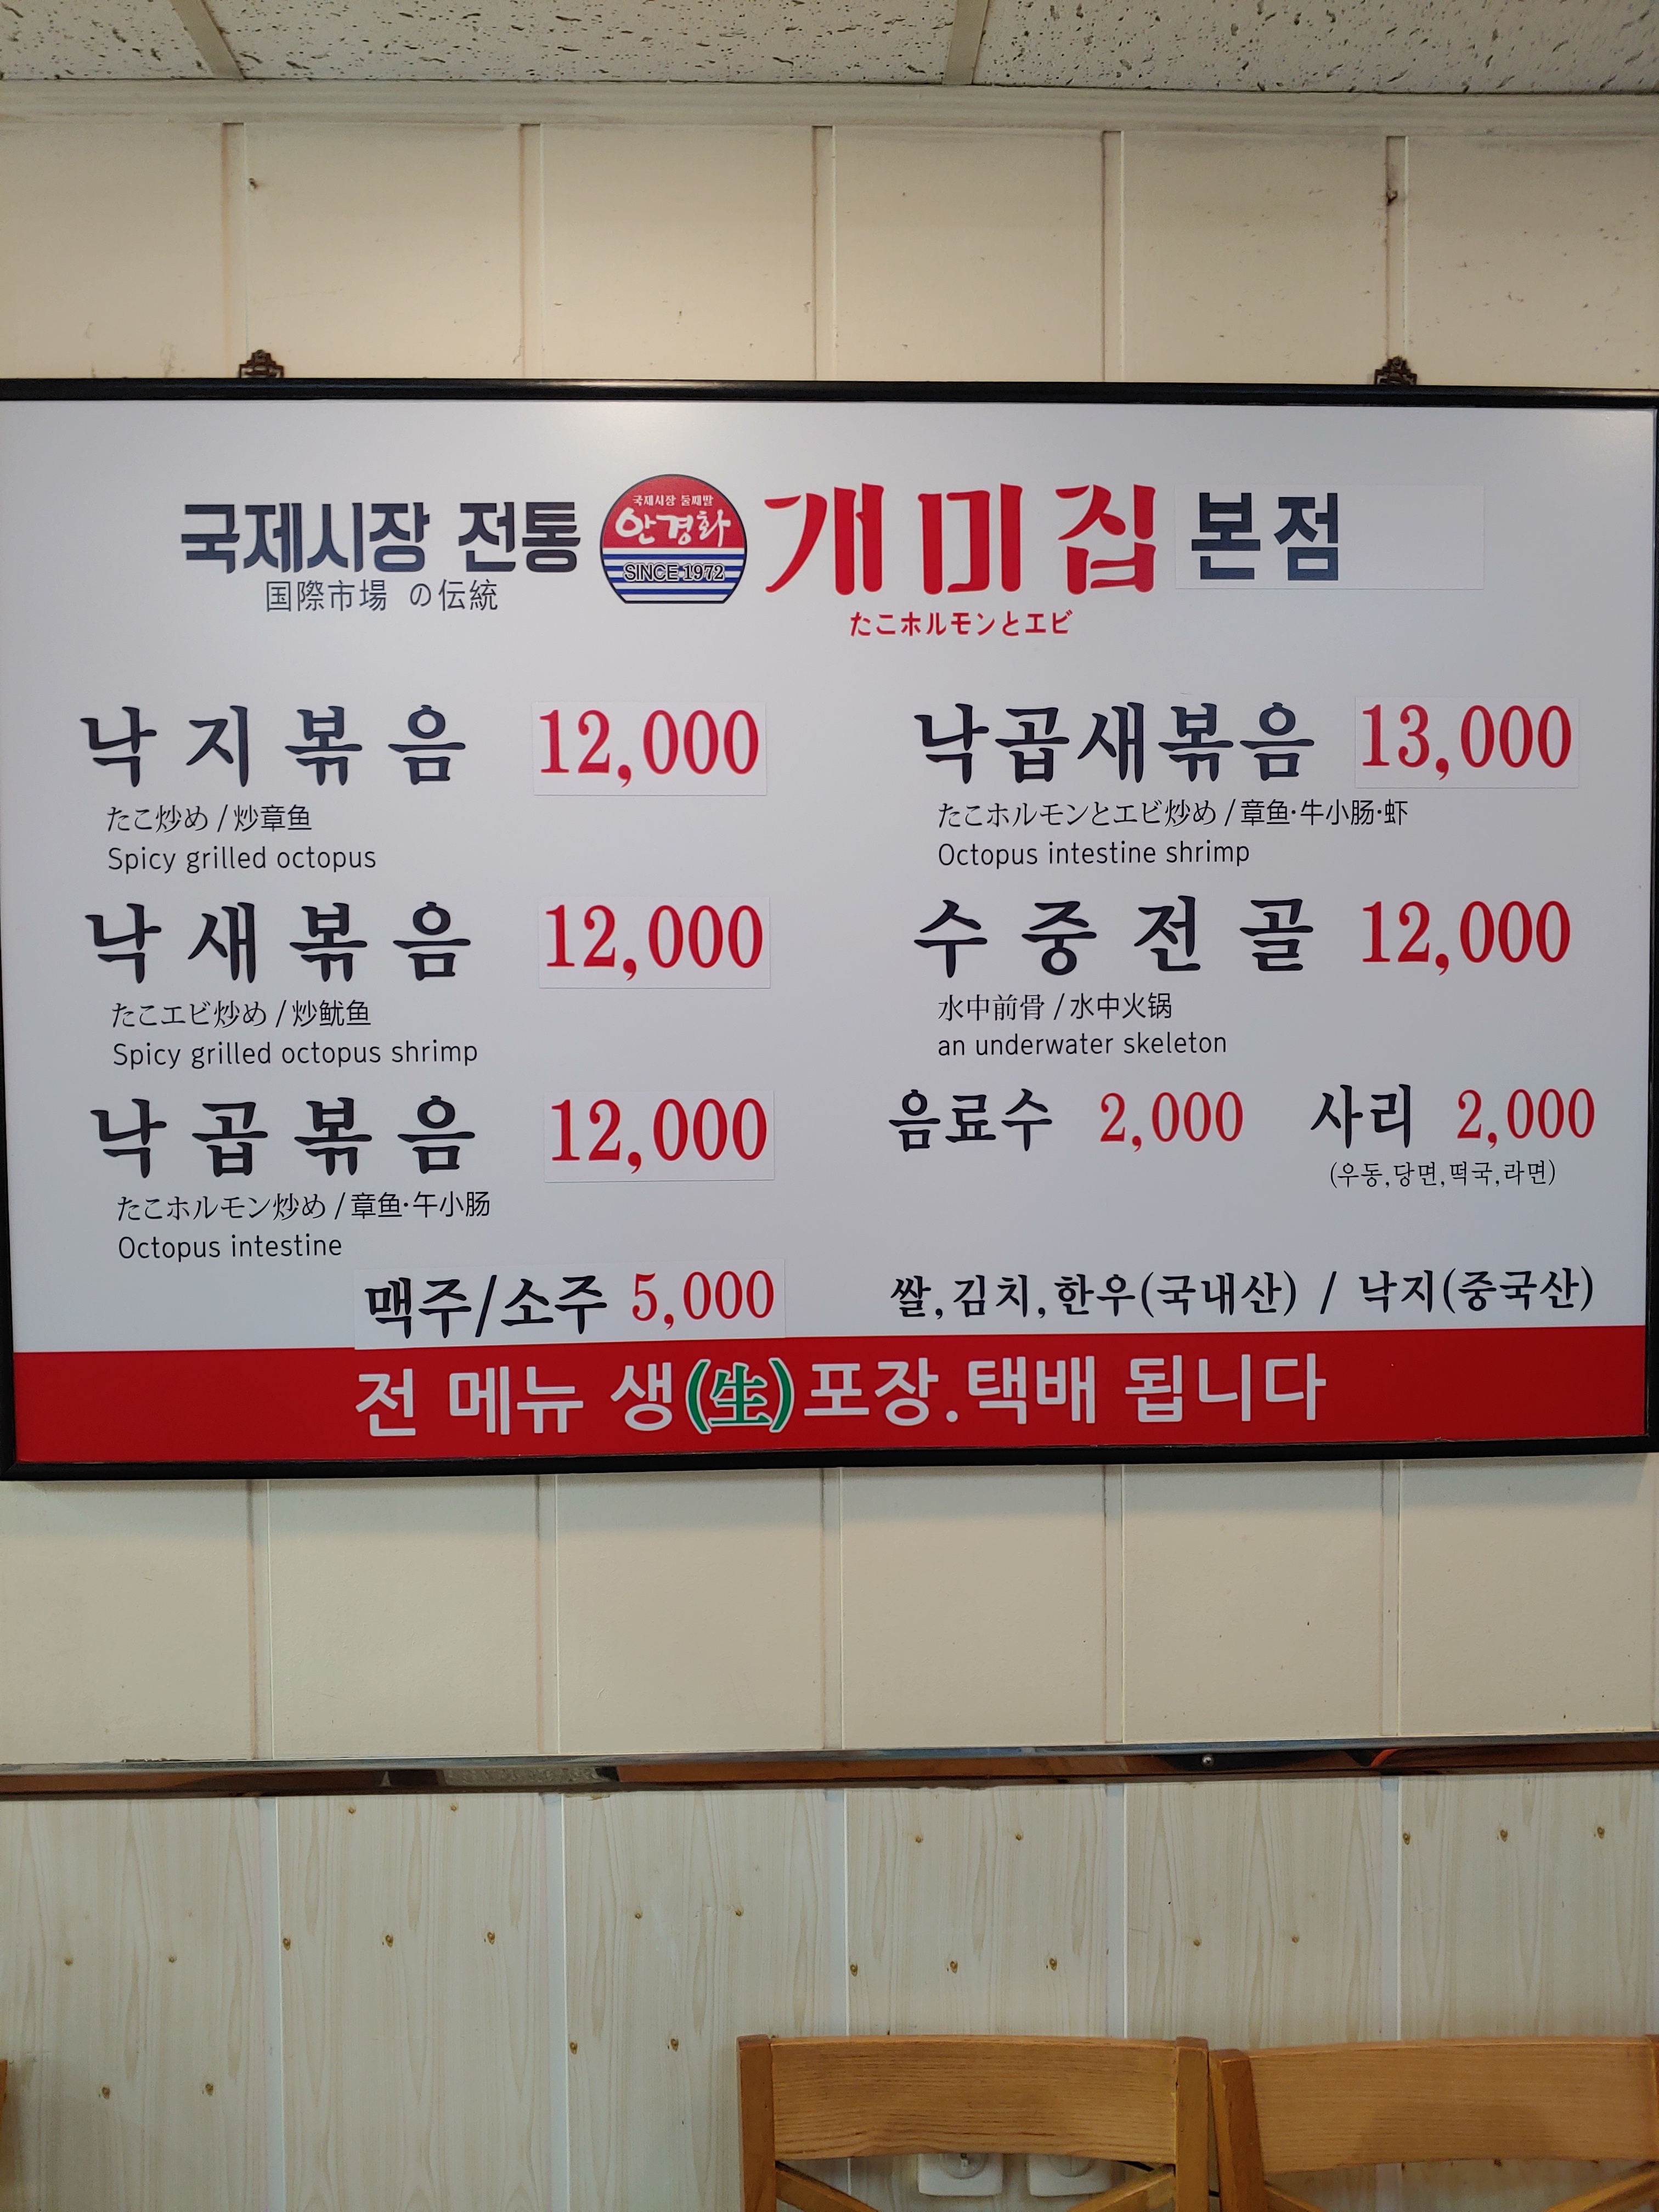 국제시장 전통
国際市場 の伝統
국제시장 둘째딸
안경화
SINCE 1972
개미집 본점
たこホルモンとエビ
낙지볶음 12,000
たこ炒め / 炒章鱼
Spicy grilled octopus
낙새볶음 12,000
たこエビ炒め / 炒鱿鱼
Spicy grilled octopus shrimp
낙곱볶음 12,000
たこホルモン炒め / 章鱼·午小肠
Octopus intestine
맥주/소주 5,000
낙곱새볶음 13,000
たこホルモンとエビ炒め / 章鱼·牛小肠·虾
Octopus intestine shrimp
수중전골 12,000
水中前骨 / 水中火锅
an underwater skeleton
음료수 2,000 사리 2,000
(우동,당면,떡국,라면)
쌀,김치,한우(국내산) / 낙지(중국산)
전 메뉴 생(生)포장.택배 됩니다